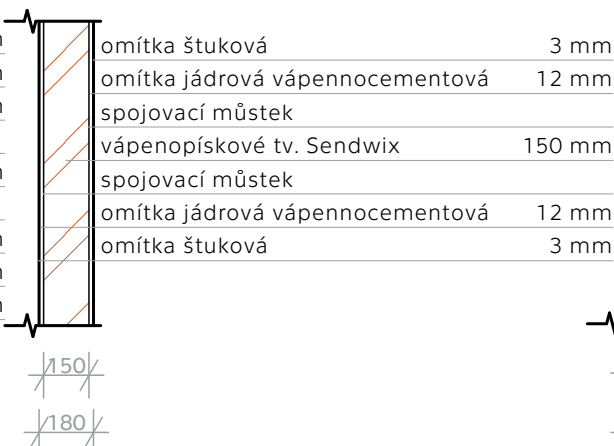 omítka štuková 3 mm
omítka jádrová vápennocementová 12 mm
spojovací můstek
vápenopískové tv. Sendwix 150 mm
spojovací můstek
omítka jádrová vápennocementová 12 mm
omítka štuková 3 mm
150
180